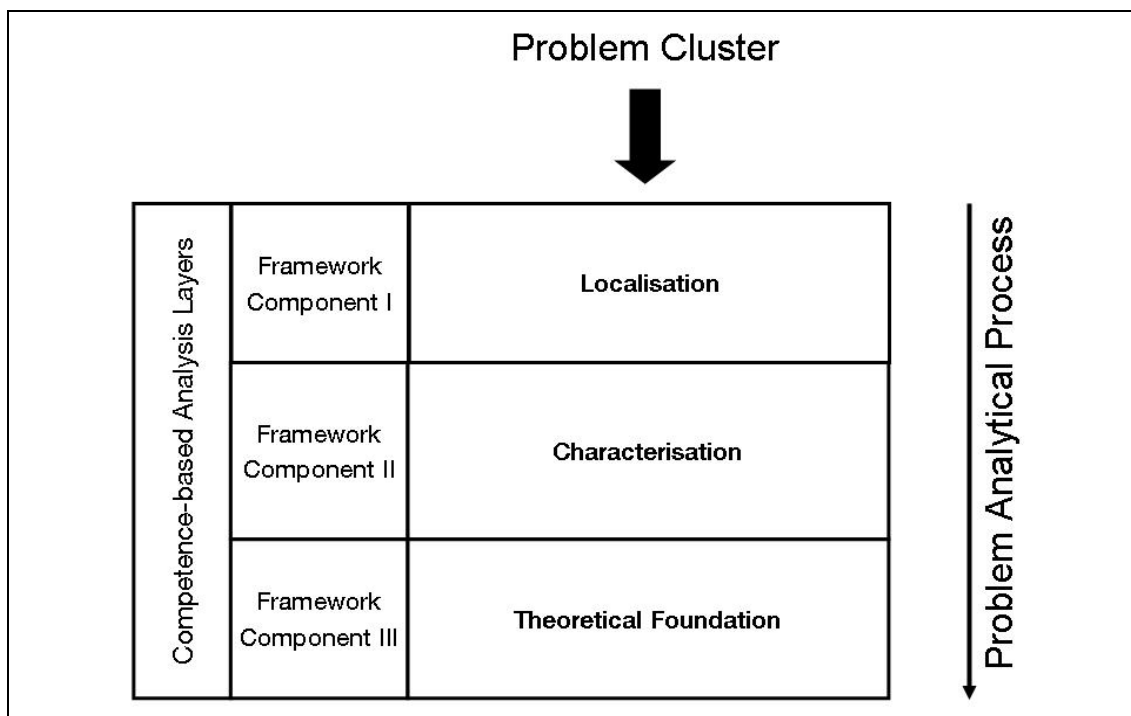 Problem Cluster
Competence-based Analysis Layers
Framework
Component I
Localisation
Framework
Component II
Characterisation
Framework
Component III
Theoretical Foundation
Problem Analytical Process